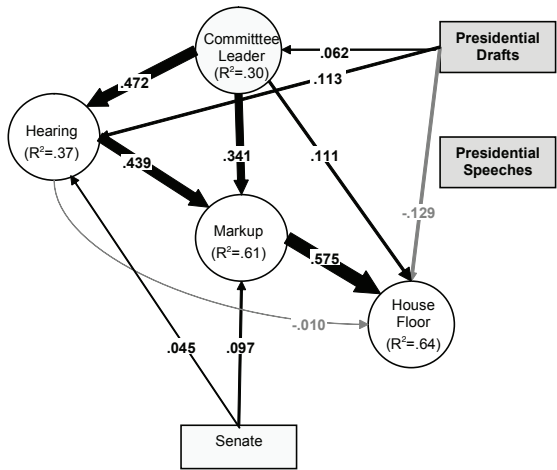 Committtee
Leader
(R²=.30)
Presidential
Drafts
.062
.472
.113
Hearing
(R²=.37)
.439
.341
.111
Presidential
Speeches
-.129
Markup
(R²=.61)
.575
House
Floor
(R²=.64)
-.010
.045
.097
Senate